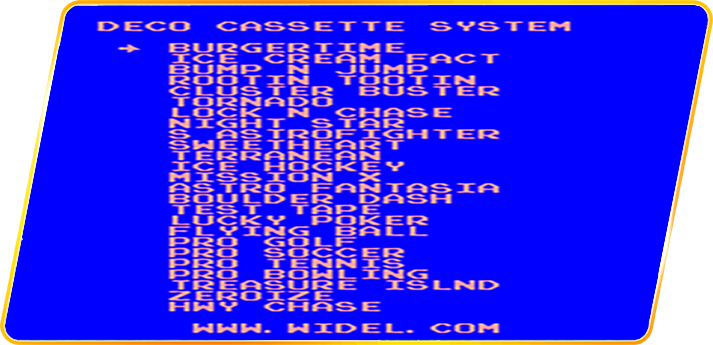 DECO CASSETTE SYSTEM
→ BURGERTIME
ICE CREAM FACT
BUMP N JUMP
ROOTIN TOOTIN
CLUSTER BUSTER
TORNADO
LOCK N CHASE
NIGHT STAR
S ASTROFIGHTER
SWEETHEART
TERRANEAN
ICE HOCKEY
MISSION X
ASTRO FANTASIA
BOULDER DASH
TEST TAPE
LUCKY POKER
FLYING BALL
PRO GOLF
PRO SOCCER
PRO TENNIS
PRO BOWLING
TREASURE ISLND
ZEROIZE
HWY CHASE
WWW.WIDEL.COM